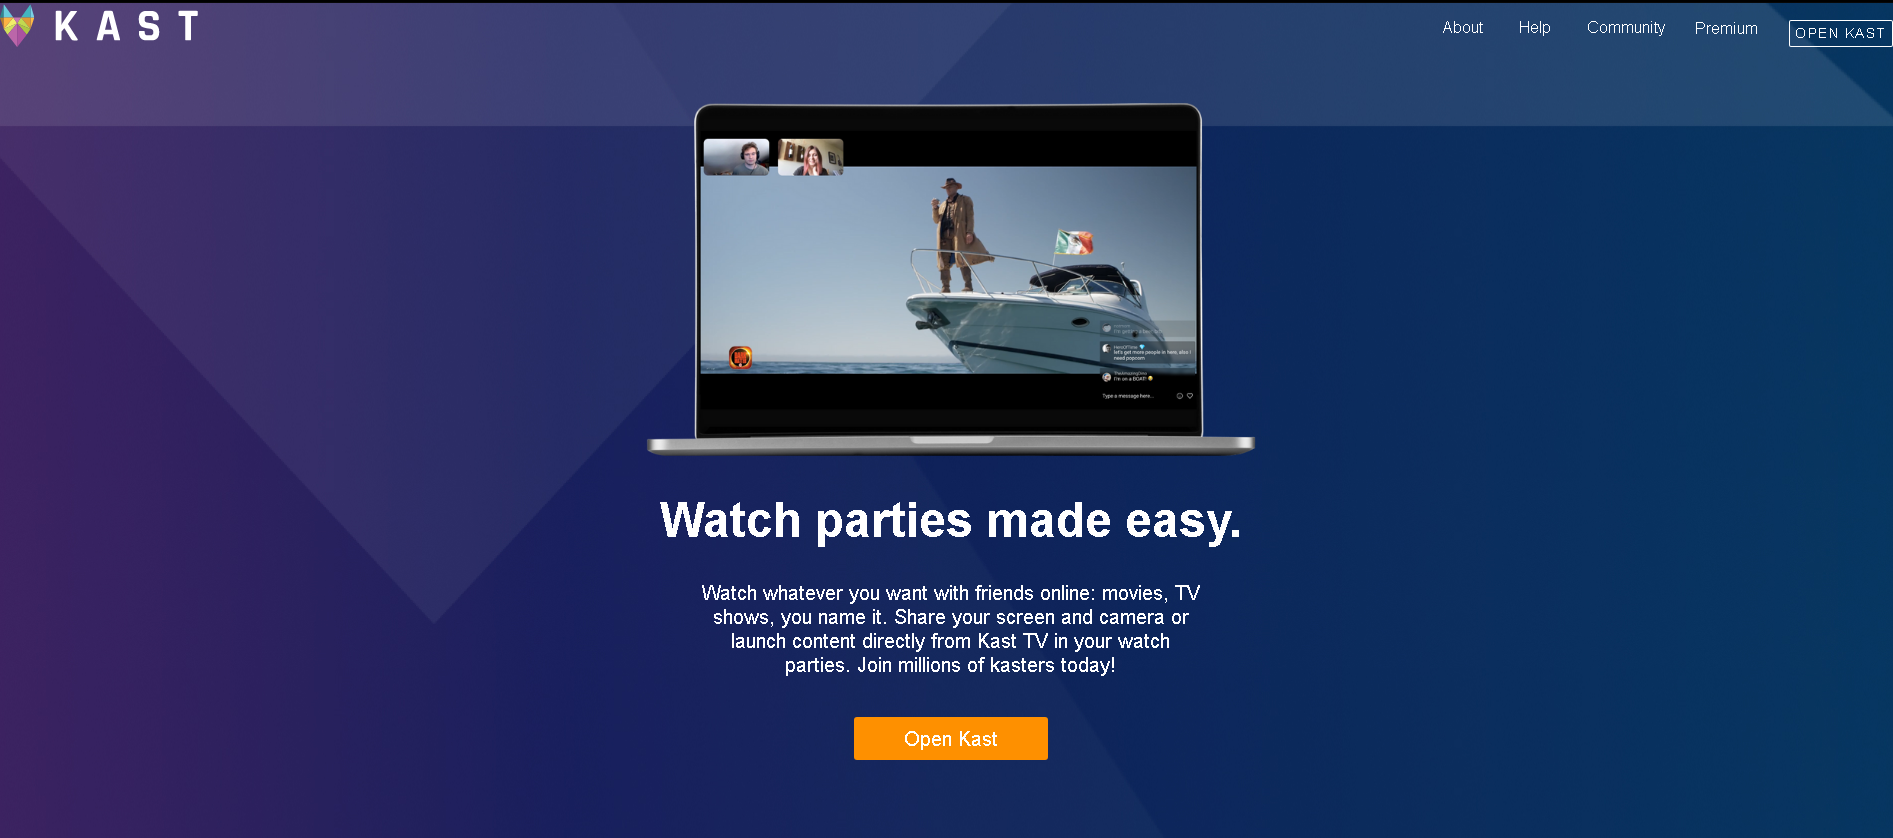 KAST
About
Help
Community
Premium
OPEN KAST
let's get more people in here, also I
need popcorn
I'm on a BOAT!
Type a message here...
Watch parties made easy.
Watch whatever you want with friends online: movies, TV
shows, you name it. Share your screen and camera or
launch content directly from Kast TV in your watch
parties. Join millions of kasters today!
Open Kast